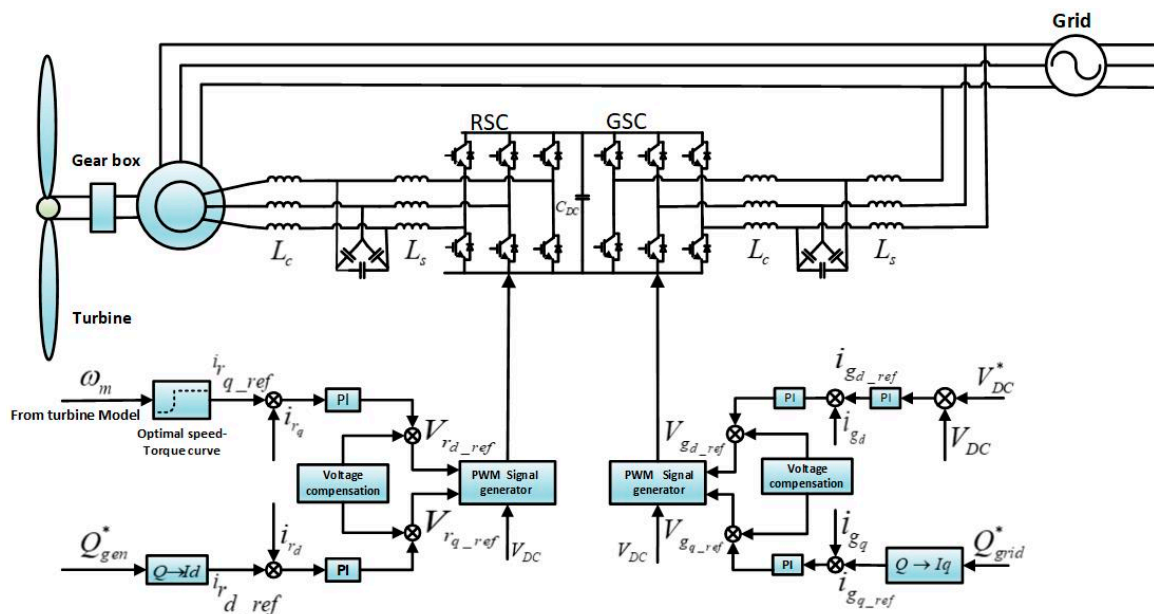 Grid
RSC
GSC
Gear box
C_DC
L_c
L_s
L_c
L_s
Turbine
ω_m
i_r_q_ref
PI
i_g_d_ref
V*_DC
PI
PI
From turbine Model
i_r_q
i_g_d
Optimal speed-
Torque curve
V_r_d_ref
V_g_d_ref
V_DC
Voltage
compensation
PWM Signal
generator
PWM Signal
generator
Voltage
compensation
V_r_q_ref
V_g_q_ref
Q*_gen
i_r_d
V_DC
V_DC
i_g_q
Q*_grid
Q→Id
PI
PI
Q → Iq
i_r_d_ref
i_g_q_ref